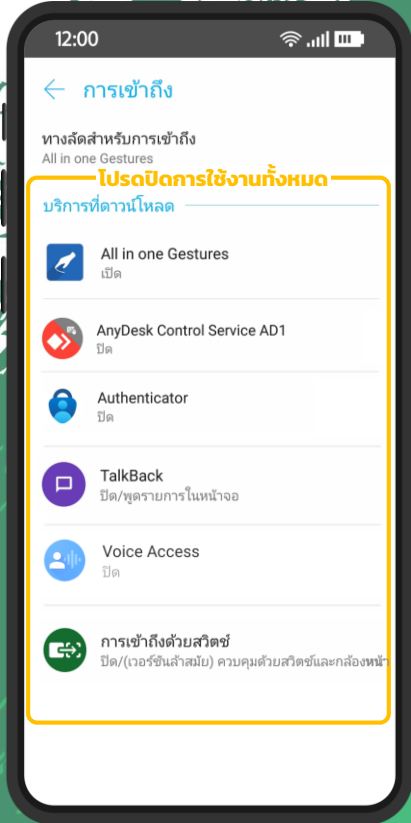 12:00
การเข้าถึง
ทางลัดสำหรับการเข้าถึง
All in one Gestures
โปรดปิดการใช้งานทั้งหมด
บริการที่ดาวน์โหลด
All in one Gestures
เปิด
AnyDesk Control Service AD1
ปิด
Authenticator
ปิด
TalkBack
ปิด/พูดรายการในหน้าจอ
Voice Access
ปิด
การเข้าถึงด้วยสวิตช์
ปิด/(เวอร์ชันล้าสมัย) ควบคุมด้วยสวิตช์และกล้องหน้า